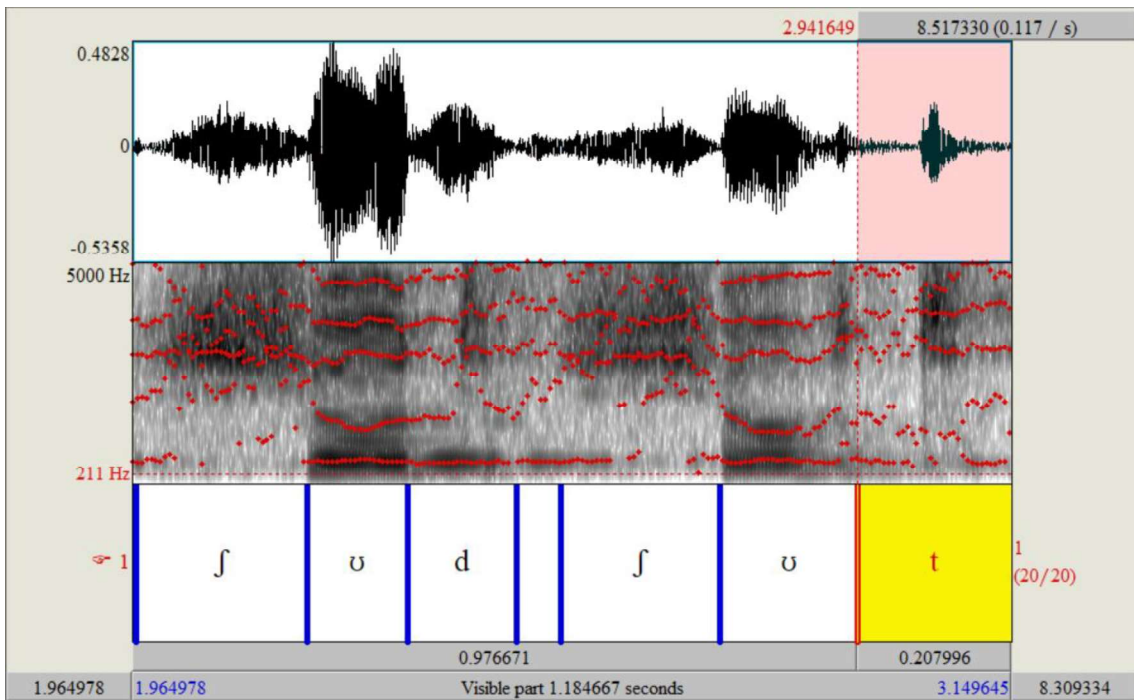 2.941649 8.517330 (0.117 / s)
0.4828
0
-0.5358
5000 Hz
211 Hz
☞ 1 ʃ ʊ d ʃ ʊ t 1
(20/20)
0.976671 0.207996
1.964978 1.964978 Visible part 1.184667 seconds 3.149645 8.309334